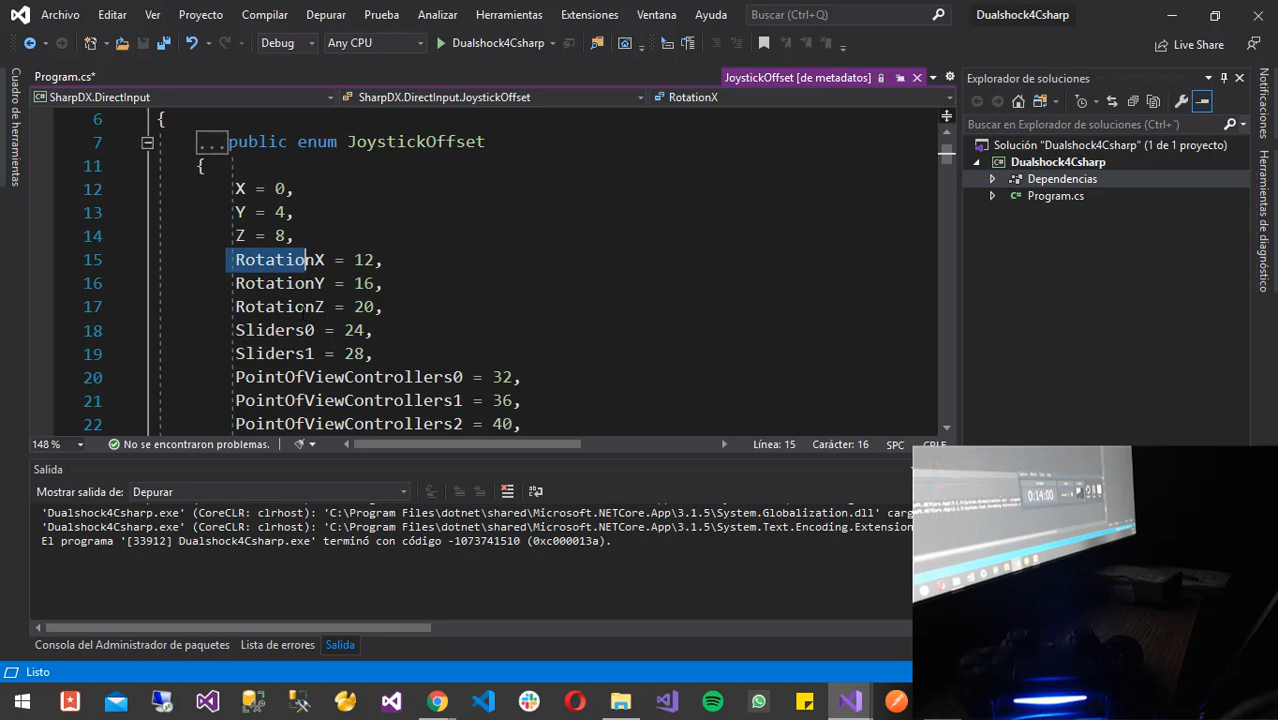 Archivo Editar Ver Proyecto Compilar Depurar Prueba Analizar Herramientas Extensiones Ventana Ayuda Buscar (Ctrl+Q) Dualshock4Csharp
Debug Any CPU Dualshock4Csharp Live Share
Cuadro de herramientas
Program.cs* JoystickOffset [de metadatos]
SharpDX.DirectInput SharpDX.DirectInput.JoystickOffset RotationX
6 {
7 ...public enum JoystickOffset
11 {
12 X = 0,
13 Y = 4,
14 Z = 8,
15 RotationX = 12,
16 RotationY = 16,
17 RotationZ = 20,
18 Sliders0 = 24,
19 Sliders1 = 28,
20 PointOfViewControllers0 = 32,
21 PointOfViewControllers1 = 36,
22 PointOfViewControllers2 = 40,
148 % No se encontraron problemas. Línea: 15 Carácter: 16 SPC CRLF
Explorador de soluciones
Buscar en Explorador de soluciones (Ctrl+
Solución "Dualshock4Csharp" (1 de 1 proyecto)
Dualshock4Csharp
Dependencias
Program.cs
Notificaciones
Herramientas de diagnóstico
Salida
Mostrar salida de: Depurar
'Dualshock4Csharp.exe' (CoreCLR: clrhost): 'C:\Program Files\dotnet\shared\Microsoft.NETCore.App\3.1.5\System.Globalization.dll' carg
'Dualshock4Csharp.exe' (CoreCLR: clrhost): 'C:\Program Files\dotnet\shared\Microsoft.NETCore.App\3.1.5\System.Text.Encoding.Extension
El programa '[33912] Dualshock4Csharp.exe' terminó con código -1073741510 (0xc000013a).
Consola del Administrador de paquetes Lista de errores Salida
Listo
0:14:00